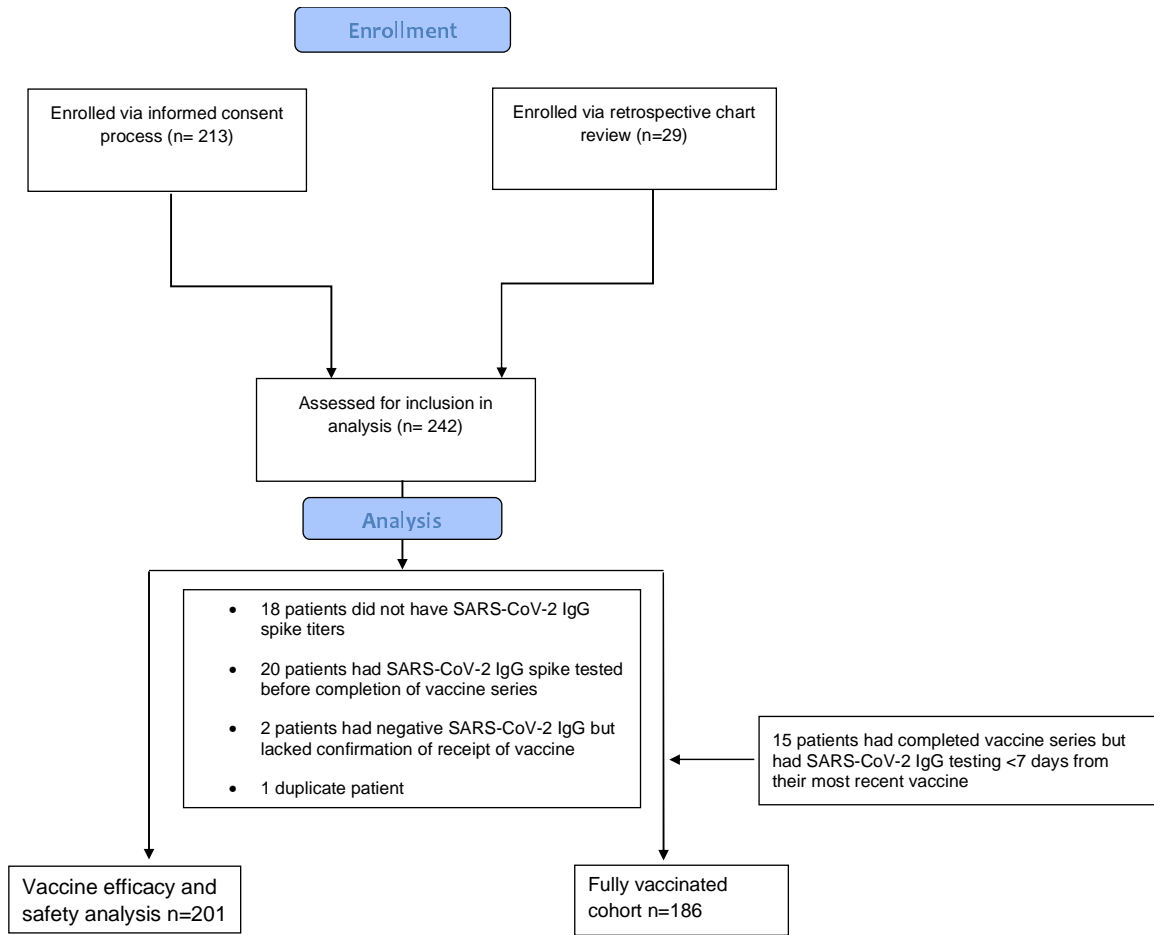 Enrollment
Enrolled via informed consent
process (n= 213)
Enrolled via retrospective chart
review (n=29)
Assessed for inclusion in
analysis (n= 242)
Analysis
• 18 patients did not have SARS-CoV-2 IgG
spike titers
• 20 patients had SARS-CoV-2 IgG spike tested
before completion of vaccine series
• 2 patients had negative SARS-CoV-2 IgG but
lacked confirmation of receipt of vaccine
• 1 duplicate patient
15 patients had completed vaccine series but
had SARS-CoV-2 IgG testing <7 days from
their most recent vaccine
Vaccine efficacy and
safety analysis n=201
Fully vaccinated
cohort n=186